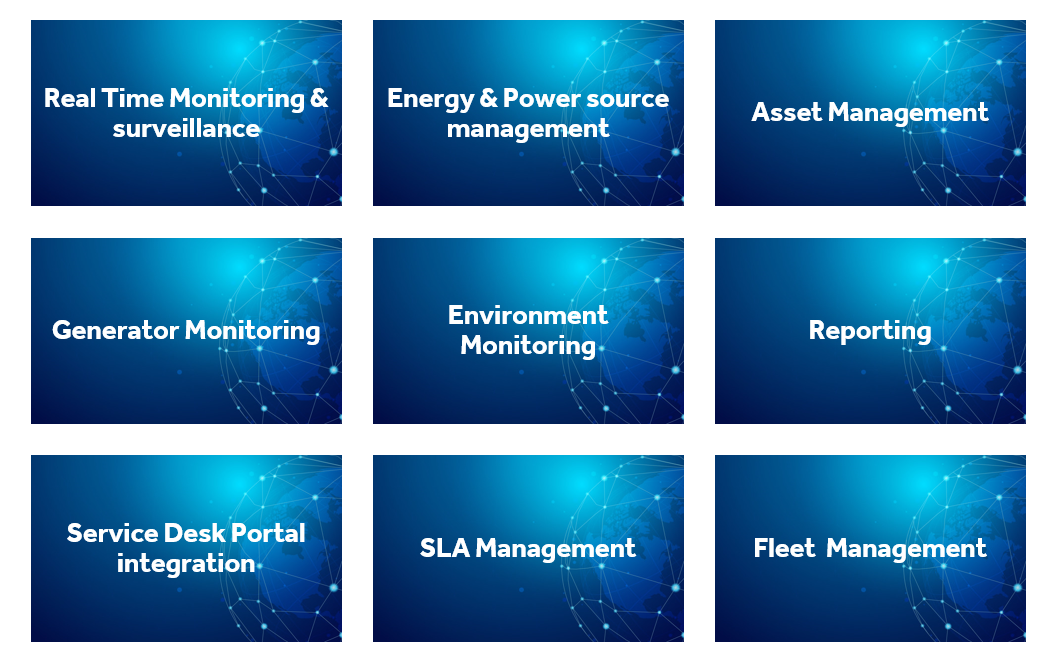 Real Time Monitoring &
surveillance
Energy & Power source
management
Asset Management
Generator Monitoring
Environment
Monitoring
Reporting
Service Desk Portal
integration
SLA Management
Fleet  Management